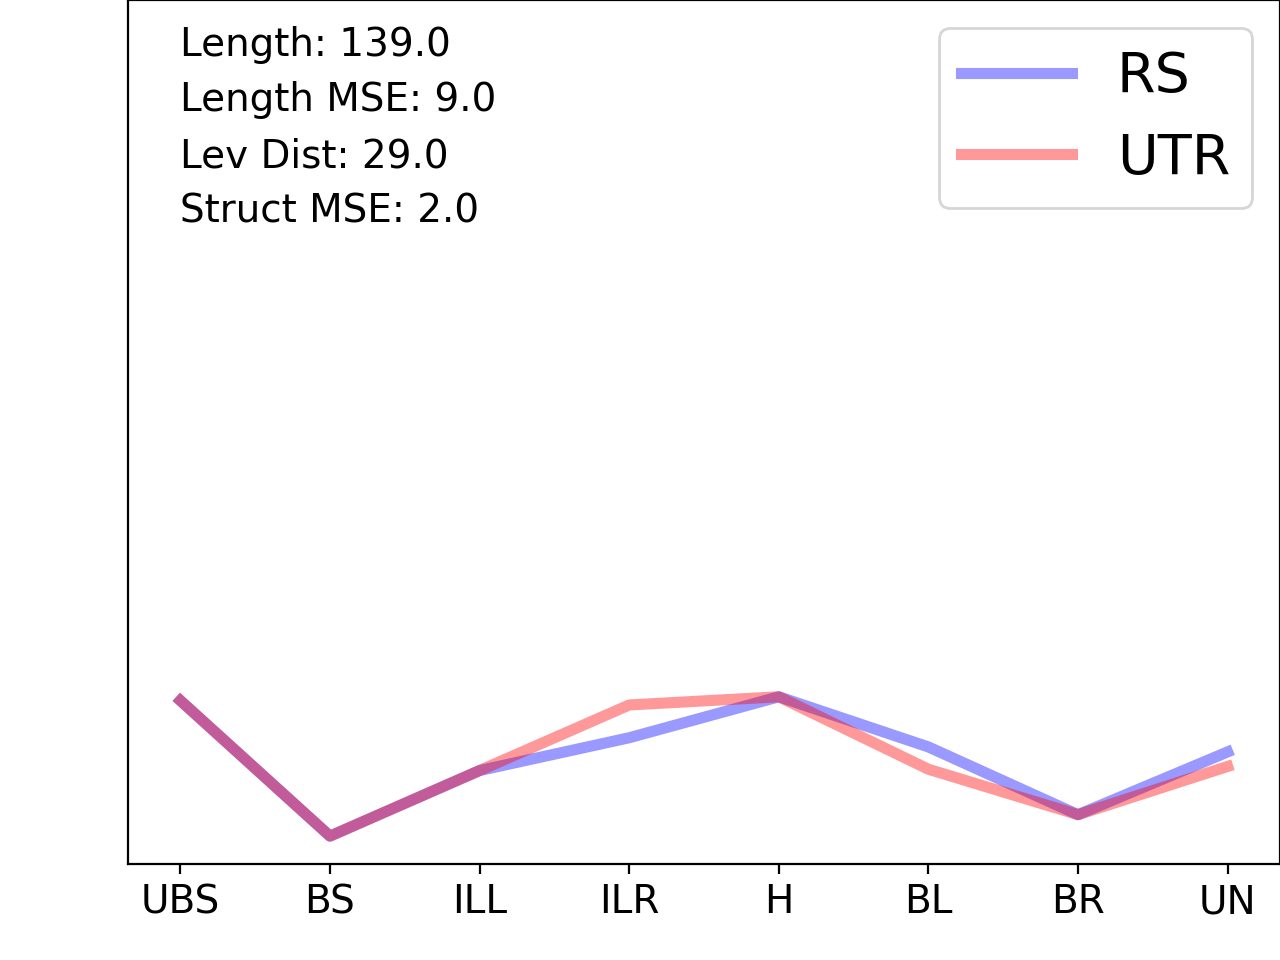 Length: 139.0
Length MSE: 9.0
Lev Dist: 29.0
Struct MSE: 2.0
RS
UTR
UBS BS ILL ILR H BL BR UN